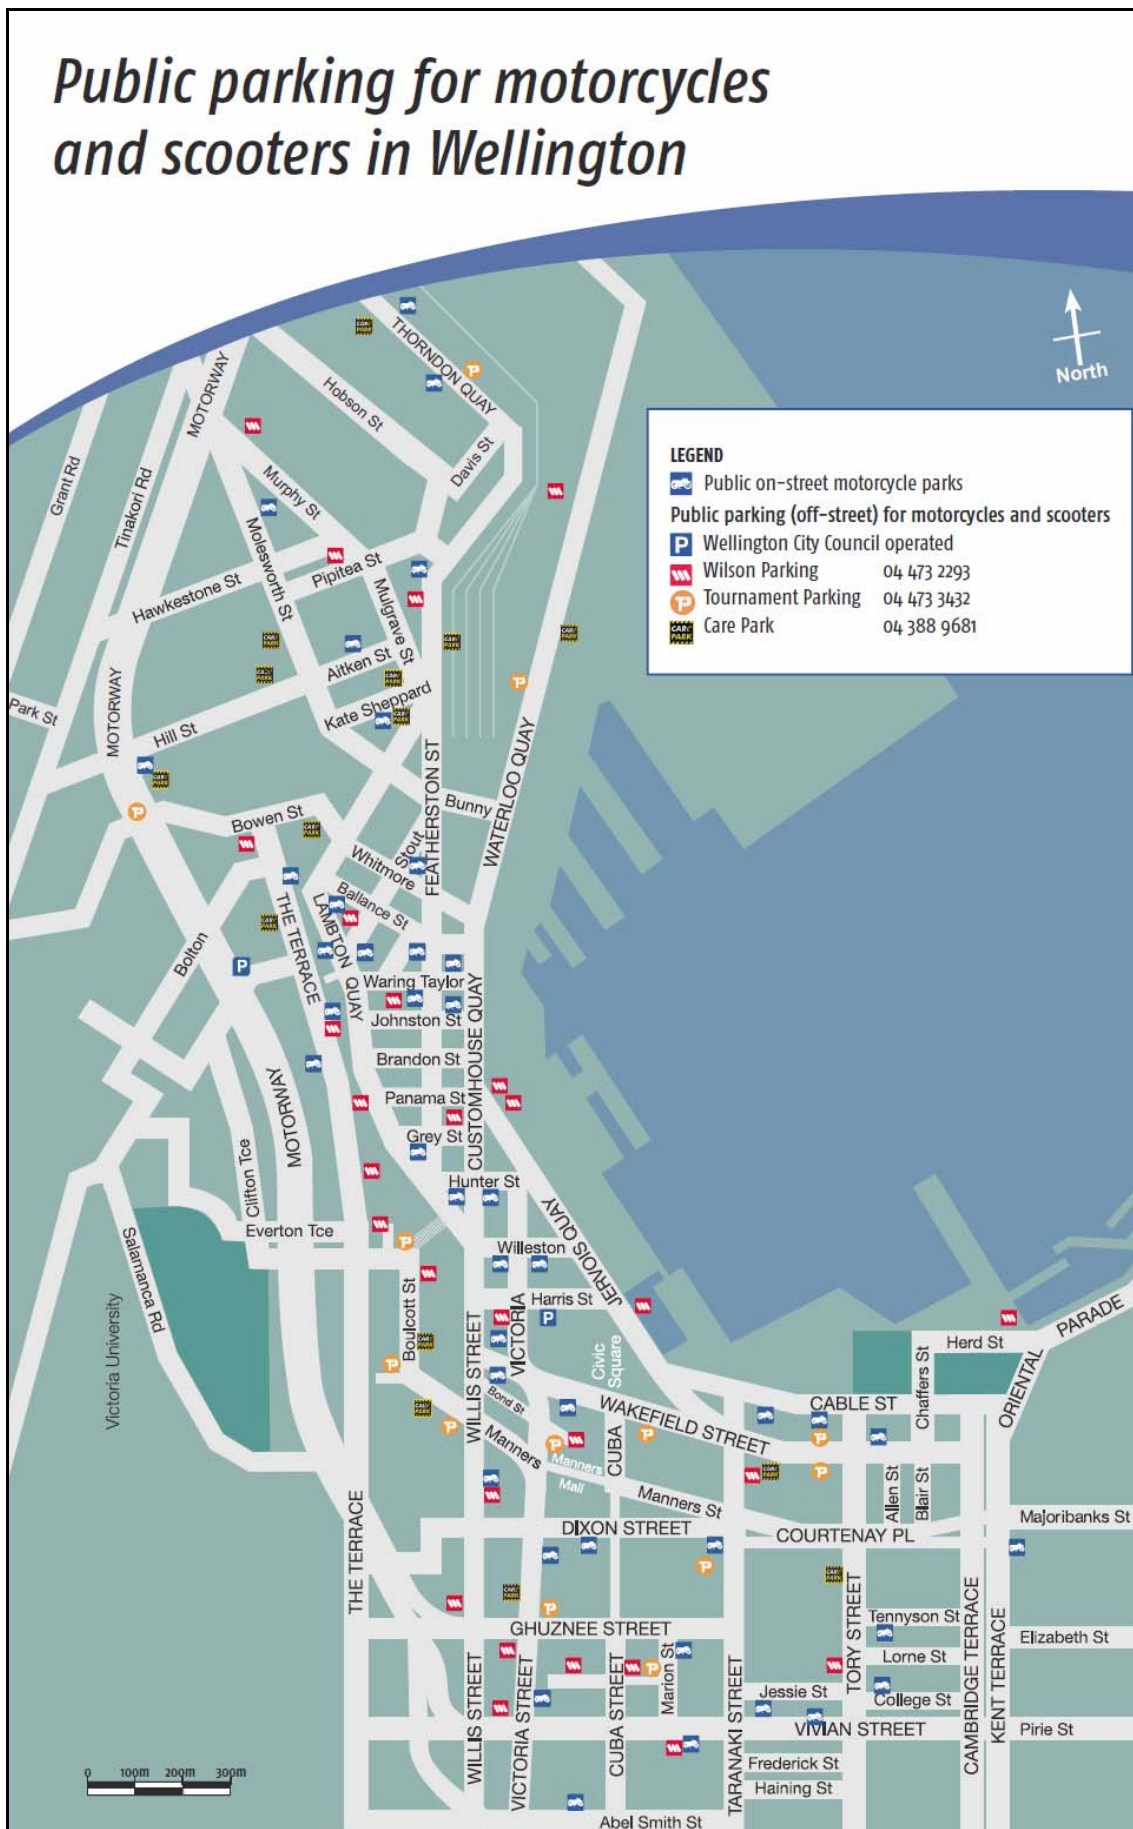 Public parking for motorcycles
and scooters in Wellington
North
LEGEND
Public on-street motorcycle parks
Public parking (off-street) for motorcycles and scooters
P Wellington City Council operated
Wilson Parking 04 473 2293
Tournament Parking 04 473 3432
CARE PARK Care Park 04 388 9681
THORNDON QUAY
MOTORWAY
Hobson St
Davis St
Grant Rd
Tinakori Rd
Murphy St
Molesworth St
Hawkestone St
Pipitea St
Mulgrave St
Aitken St
Kate Sheppard
Park St
MOTORWAY
Hill St
FEATHERSTON ST
WATERLOO QUAY
Bunny
Bowen St
Stout
Whitmore
Ballance St
THE TERRACE
LAMBTON QUAY
Bolton
P
Waring Taylor
Johnston St
Brandon St
Panama St
Grey St
CUSTOMHOUSE QUAY
MOTORWAY
Clifton Tce
Hunter St
Everton Tce
Salamanca Rd
Victoria University
Willeston
JERVOIS QUAY
Harris St
P
Boulcott St
VICTORIA
WILLIS STREET
Civic
Square
Bond St
Herd St
PARADE
ORIENTAL
Chaffers St
CABLE ST
WAKEFIELD STREET
CUBA
Manners
Manners
Mall
Manners St
Allen St
Blair St
Majoribanks St
DIXON STREET
COURTENAY PL
THE TERRACE
GHUZNEE STREET
TORY STREET
Tennyson St
Elizabeth St
Lorne St
CAMBRIDGE TERRACE
KENT TERRACE
Marion St
Jessie St
College St
WILLIS STREET
VICTORIA STREET
CUBA STREET
TARANAKI STREET
VIVIAN STREET
Pirie St
Frederick St
Haining St
Abel Smith St
0 100m 200m 300m